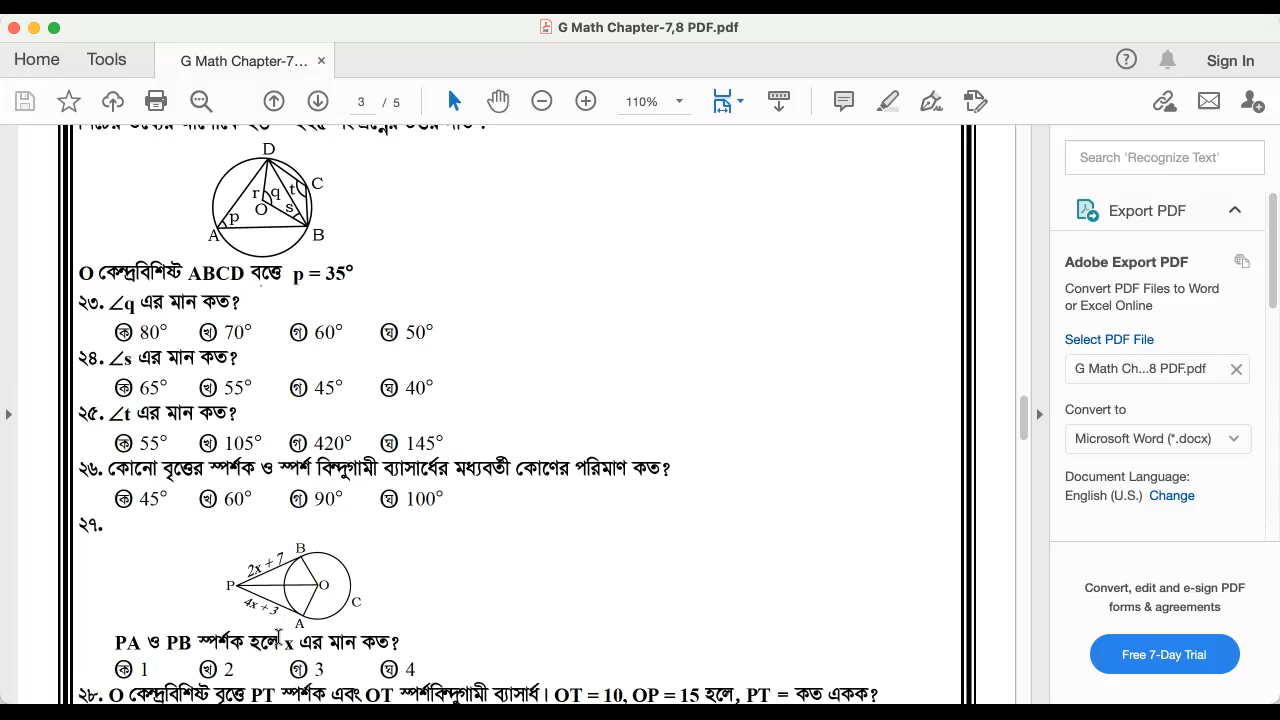 G Math Chapter-7,8 PDF.pdf
Home Tools G Math Chapter-7... × Sign In
3 / 5 110%
D
C
r q t
O s
p
A B
O কেন্দ্রবিশিষ্ট ABCD বৃত্তে p = 35°
২৩. ∠q এর মান কত?
ক 80° খ 70° গ 60° ঘ 50°
২৪. ∠s এর মান কত?
ক 65° খ 55° গ 45° ঘ 40°
২৫. ∠t এর মান কত?
ক 55° খ 105° গ 420° ঘ 145°
২৬. কোনো বৃত্তের স্পর্শক ও স্পর্শ বিন্দুগামী ব্যাসার্ধের মধ্যবর্তী কোণের পরিমাণ কত?
ক 45° খ 60° গ 90° ঘ 100°
২৭.
B
2x + 7
P O
4x + 3 C
A
PA ও PB স্পর্শক হলে x এর মান কত?
ক 1 খ 2 গ 3 ঘ 4
২৮. O কেন্দ্রবিশিষ্ট বৃত্তে PT স্পর্শক এবং OT স্পর্শবিন্দুগামী ব্যাসার্ধ। OT = 10, OP = 15 হলে, PT = কত একক?
Search 'Recognize Text'
Export PDF
Adobe Export PDF
Convert PDF Files to Word
or Excel Online
Select PDF File
G Math Ch...8 PDF.pdf
Convert to
Microsoft Word (*.docx)
Document Language:
English (U.S.) Change
Convert, edit and e-sign PDF
forms & agreements
Free 7-Day Trial